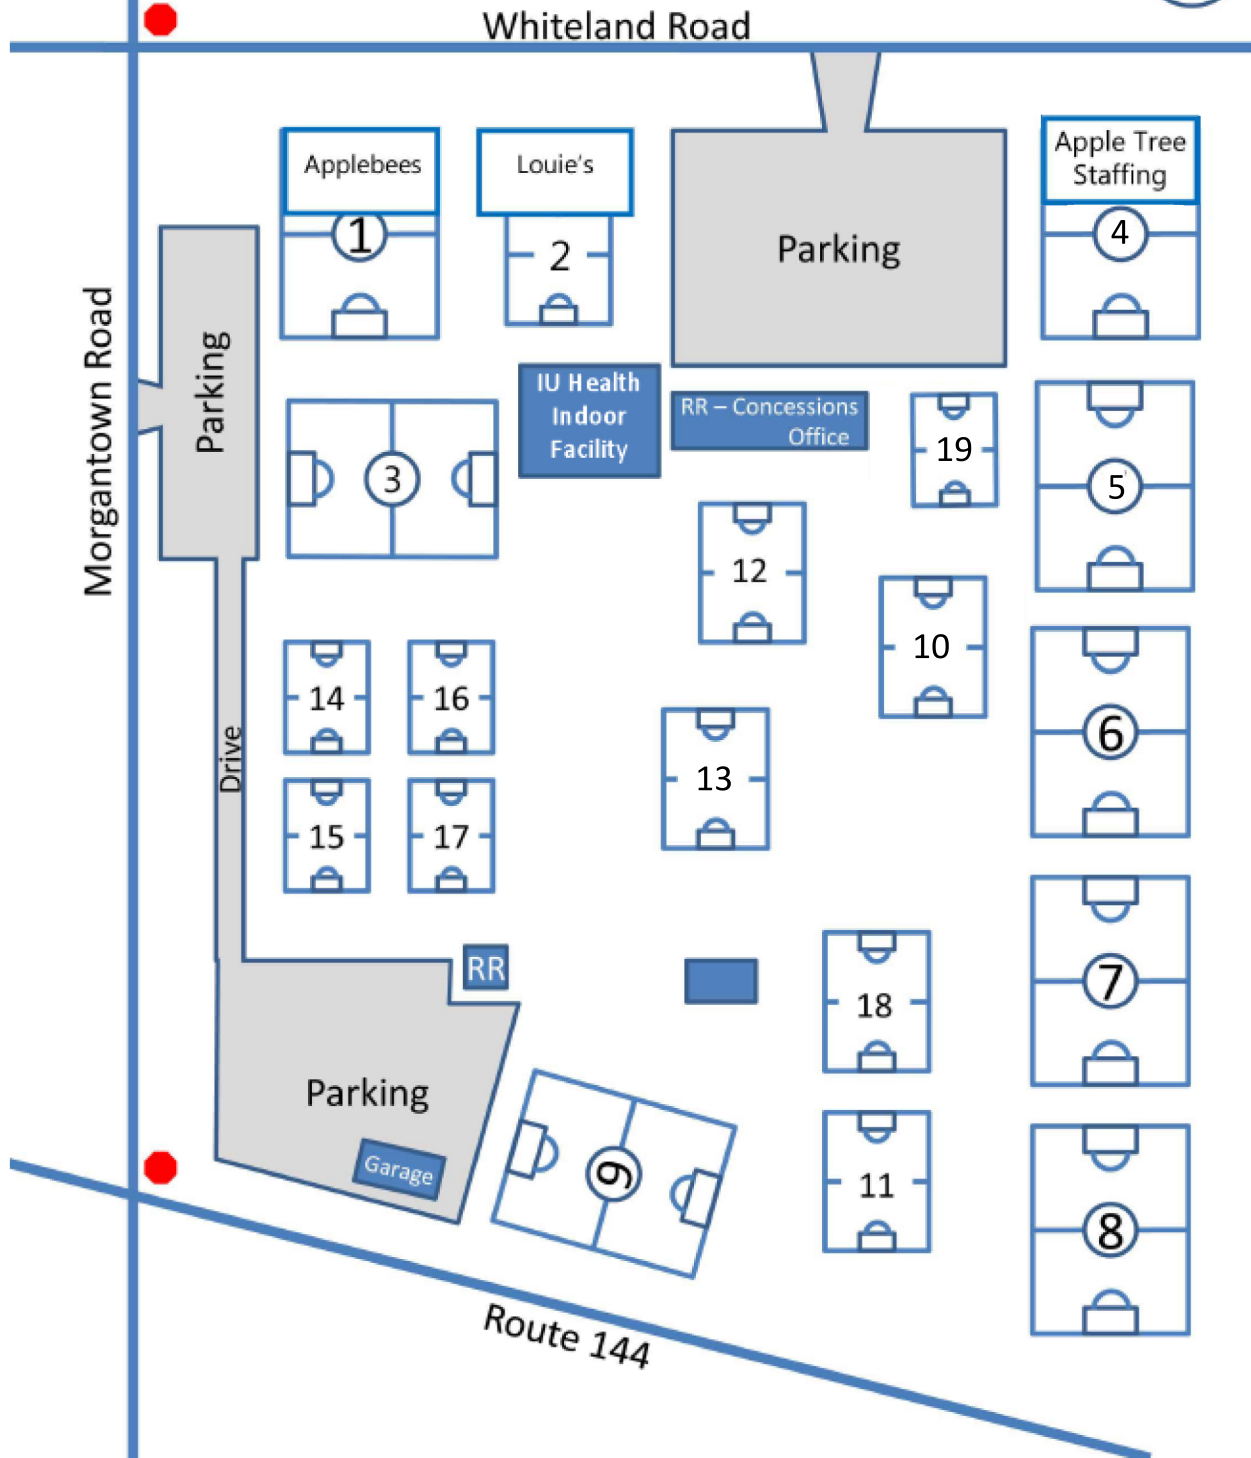 Whiteland Road
Applebees
Louie's
Apple Tree
Staffing
1
2
Parking
4
Morgantown Road
Parking
IU Health
Indoor
Facility
RR – Concessions
Office
3
19
5
12
10
14
16
6
Drive
13
15
17
RR
7
18
Parking
Garage
9
11
8
Route 144